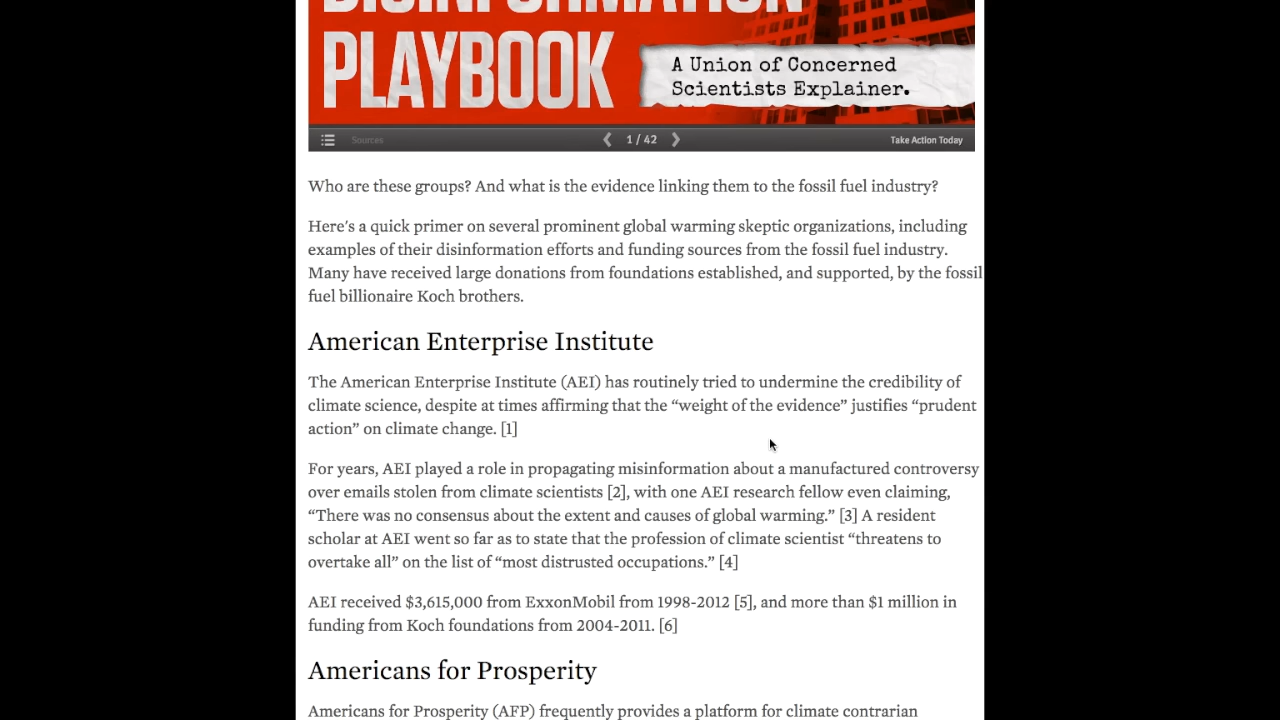 DISINFORMATION
PLAYBOOK
A Union of Concerned
Scientists Explainer.
Sources
1 / 42
Take Action Today
Who are these groups? And what is the evidence linking them to the fossil fuel industry?
Here's a quick primer on several prominent global warming skeptic organizations, including
examples of their disinformation efforts and funding sources from the fossil fuel industry.
Many have received large donations from foundations established, and supported, by the fossil
fuel billionaire Koch brothers.
American Enterprise Institute
The American Enterprise Institute (AEI) has routinely tried to undermine the credibility of
climate science, despite at times affirming that the “weight of the evidence” justifies “prudent
action” on climate change. [1]
For years, AEI played a role in propagating misinformation about a manufactured controversy
over emails stolen from climate scientists [2], with one AEI research fellow even claiming,
“There was no consensus about the extent and causes of global warming.” [3] A resident
scholar at AEI went so far as to state that the profession of climate scientist “threatens to
overtake all” on the list of “most distrusted occupations.” [4]
AEI received $3,615,000 from ExxonMobil from 1998-2012 [5], and more than $1 million in
funding from Koch foundations from 2004-2011. [6]
Americans for Prosperity
Americans for Prosperity (AFP) frequently provides a platform for climate contrarian